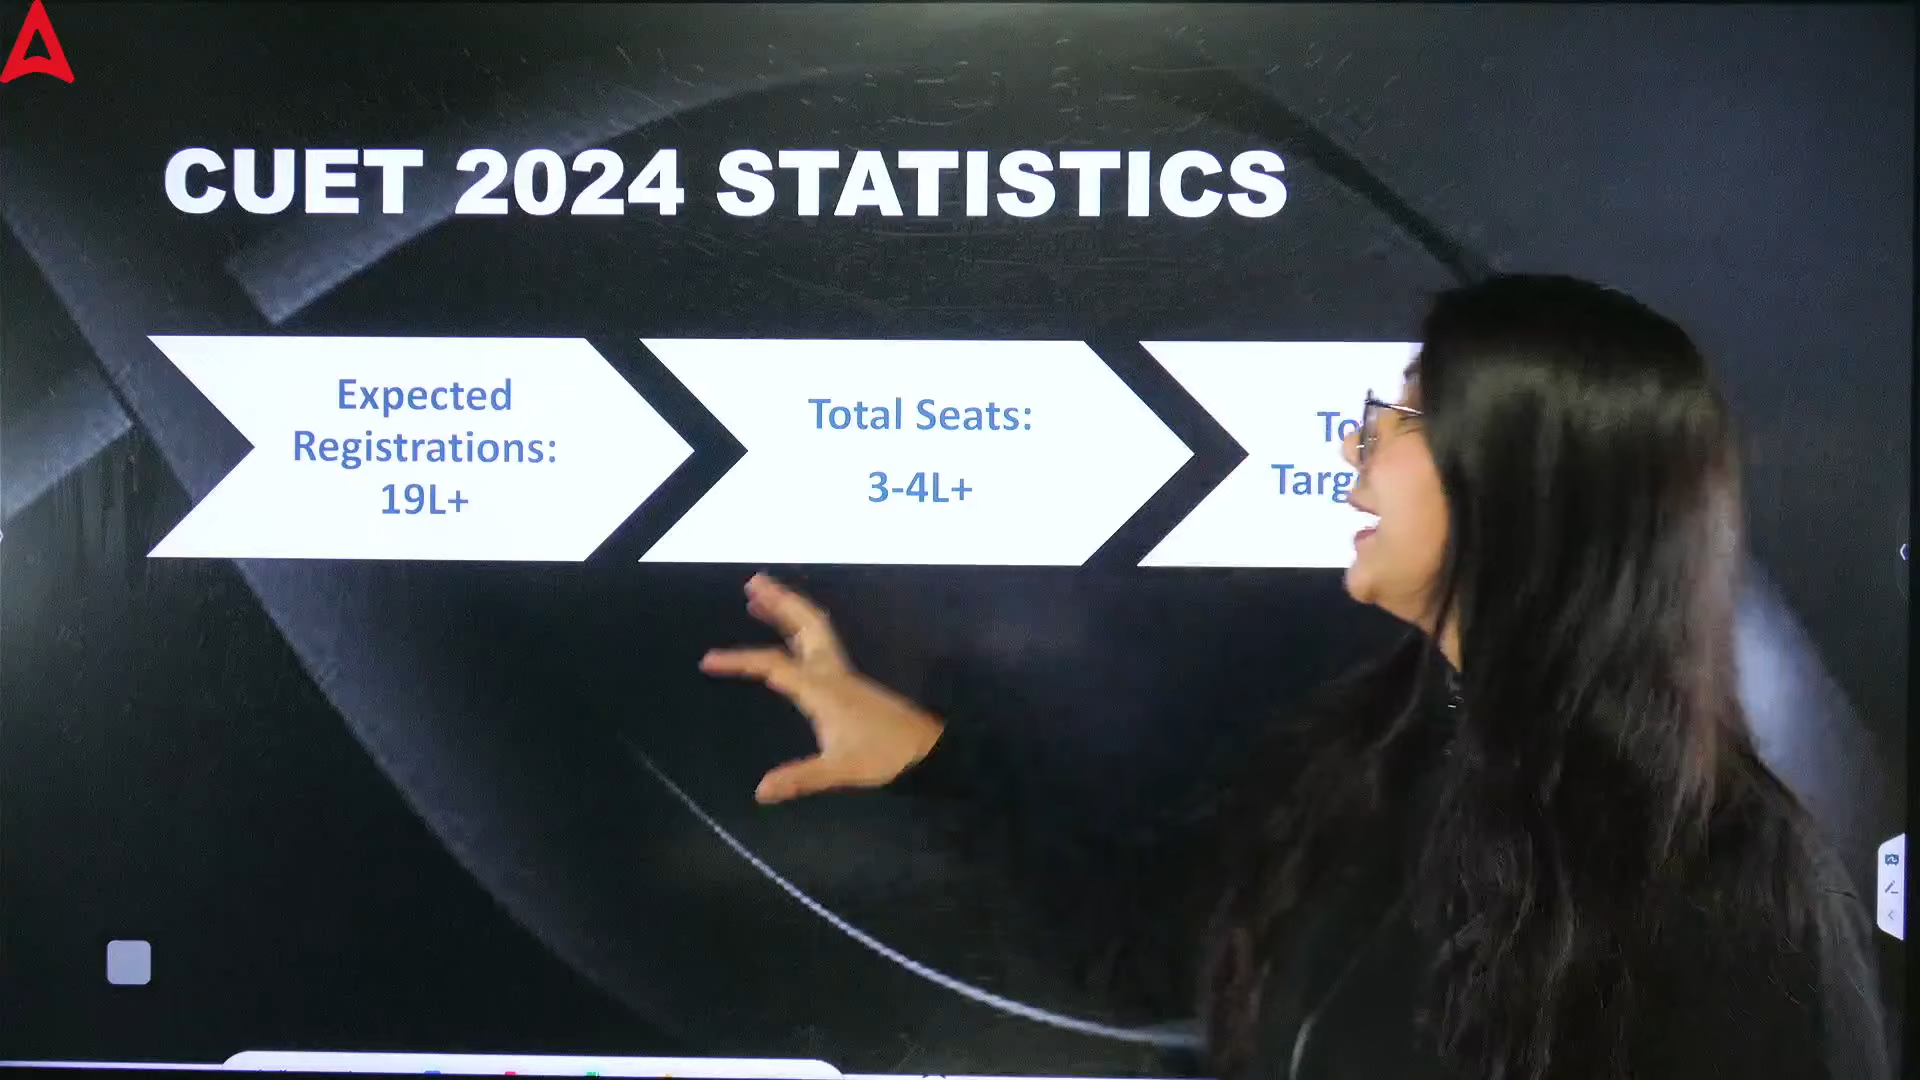 CUET 2024 STATISTICS
Expected
Registrations:
19L+
Total Seats:
3-4L+